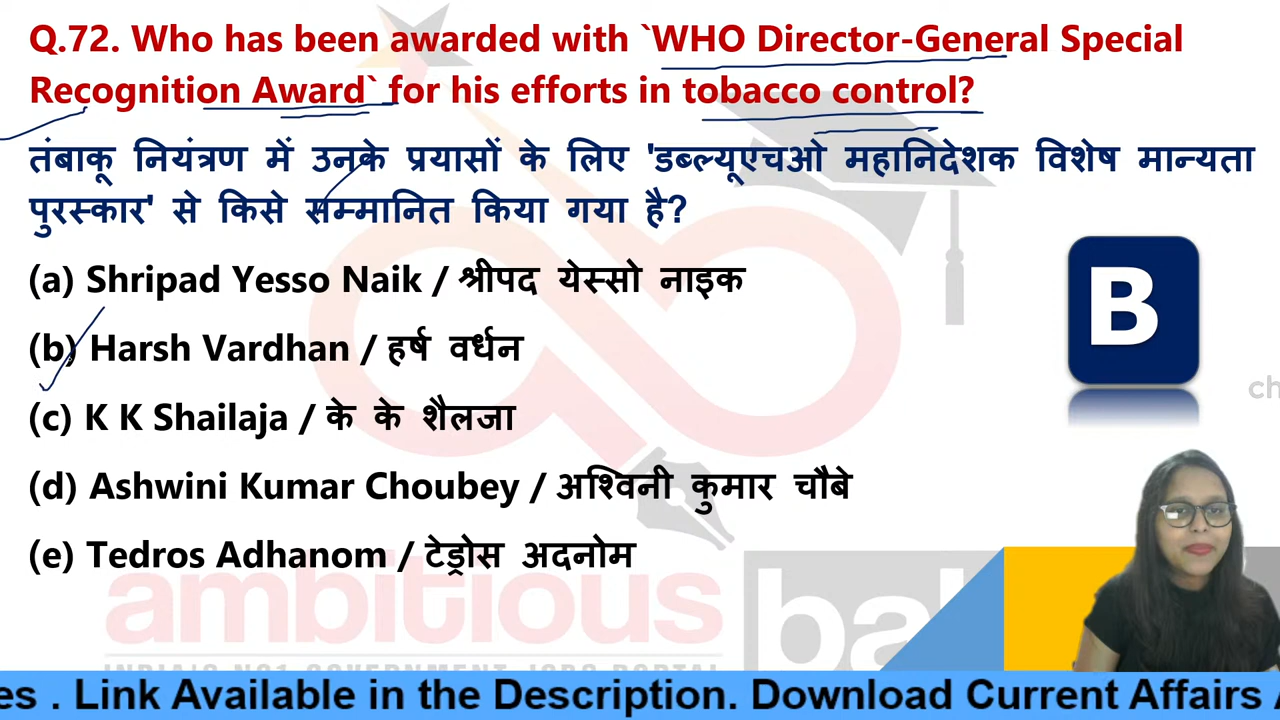 Q.72. Who has been awarded with `WHO Director-General Special
Recognition Award` for his efforts in tobacco control?
तंबाकू नियंत्रण में उनके प्रयासों के लिए 'डब्ल्यूएचओ महानिदेशक विशेष मान्यता
पुरस्कार' से किसे सम्मानित किया गया है?
(a) Shripad Yesso Naik / श्रीपद येस्सो नाइक
(b) Harsh Vardhan / हर्ष वर्धन
(c) K K Shailaja / के के शैलजा
(d) Ashwini Kumar Choubey / अश्विनी कुमार चौबे
(e) Tedros Adhanom / टेड्रोस अदनोम
B
ch
ambitious ba
es . Link Available in the Description. Download Current Affairs